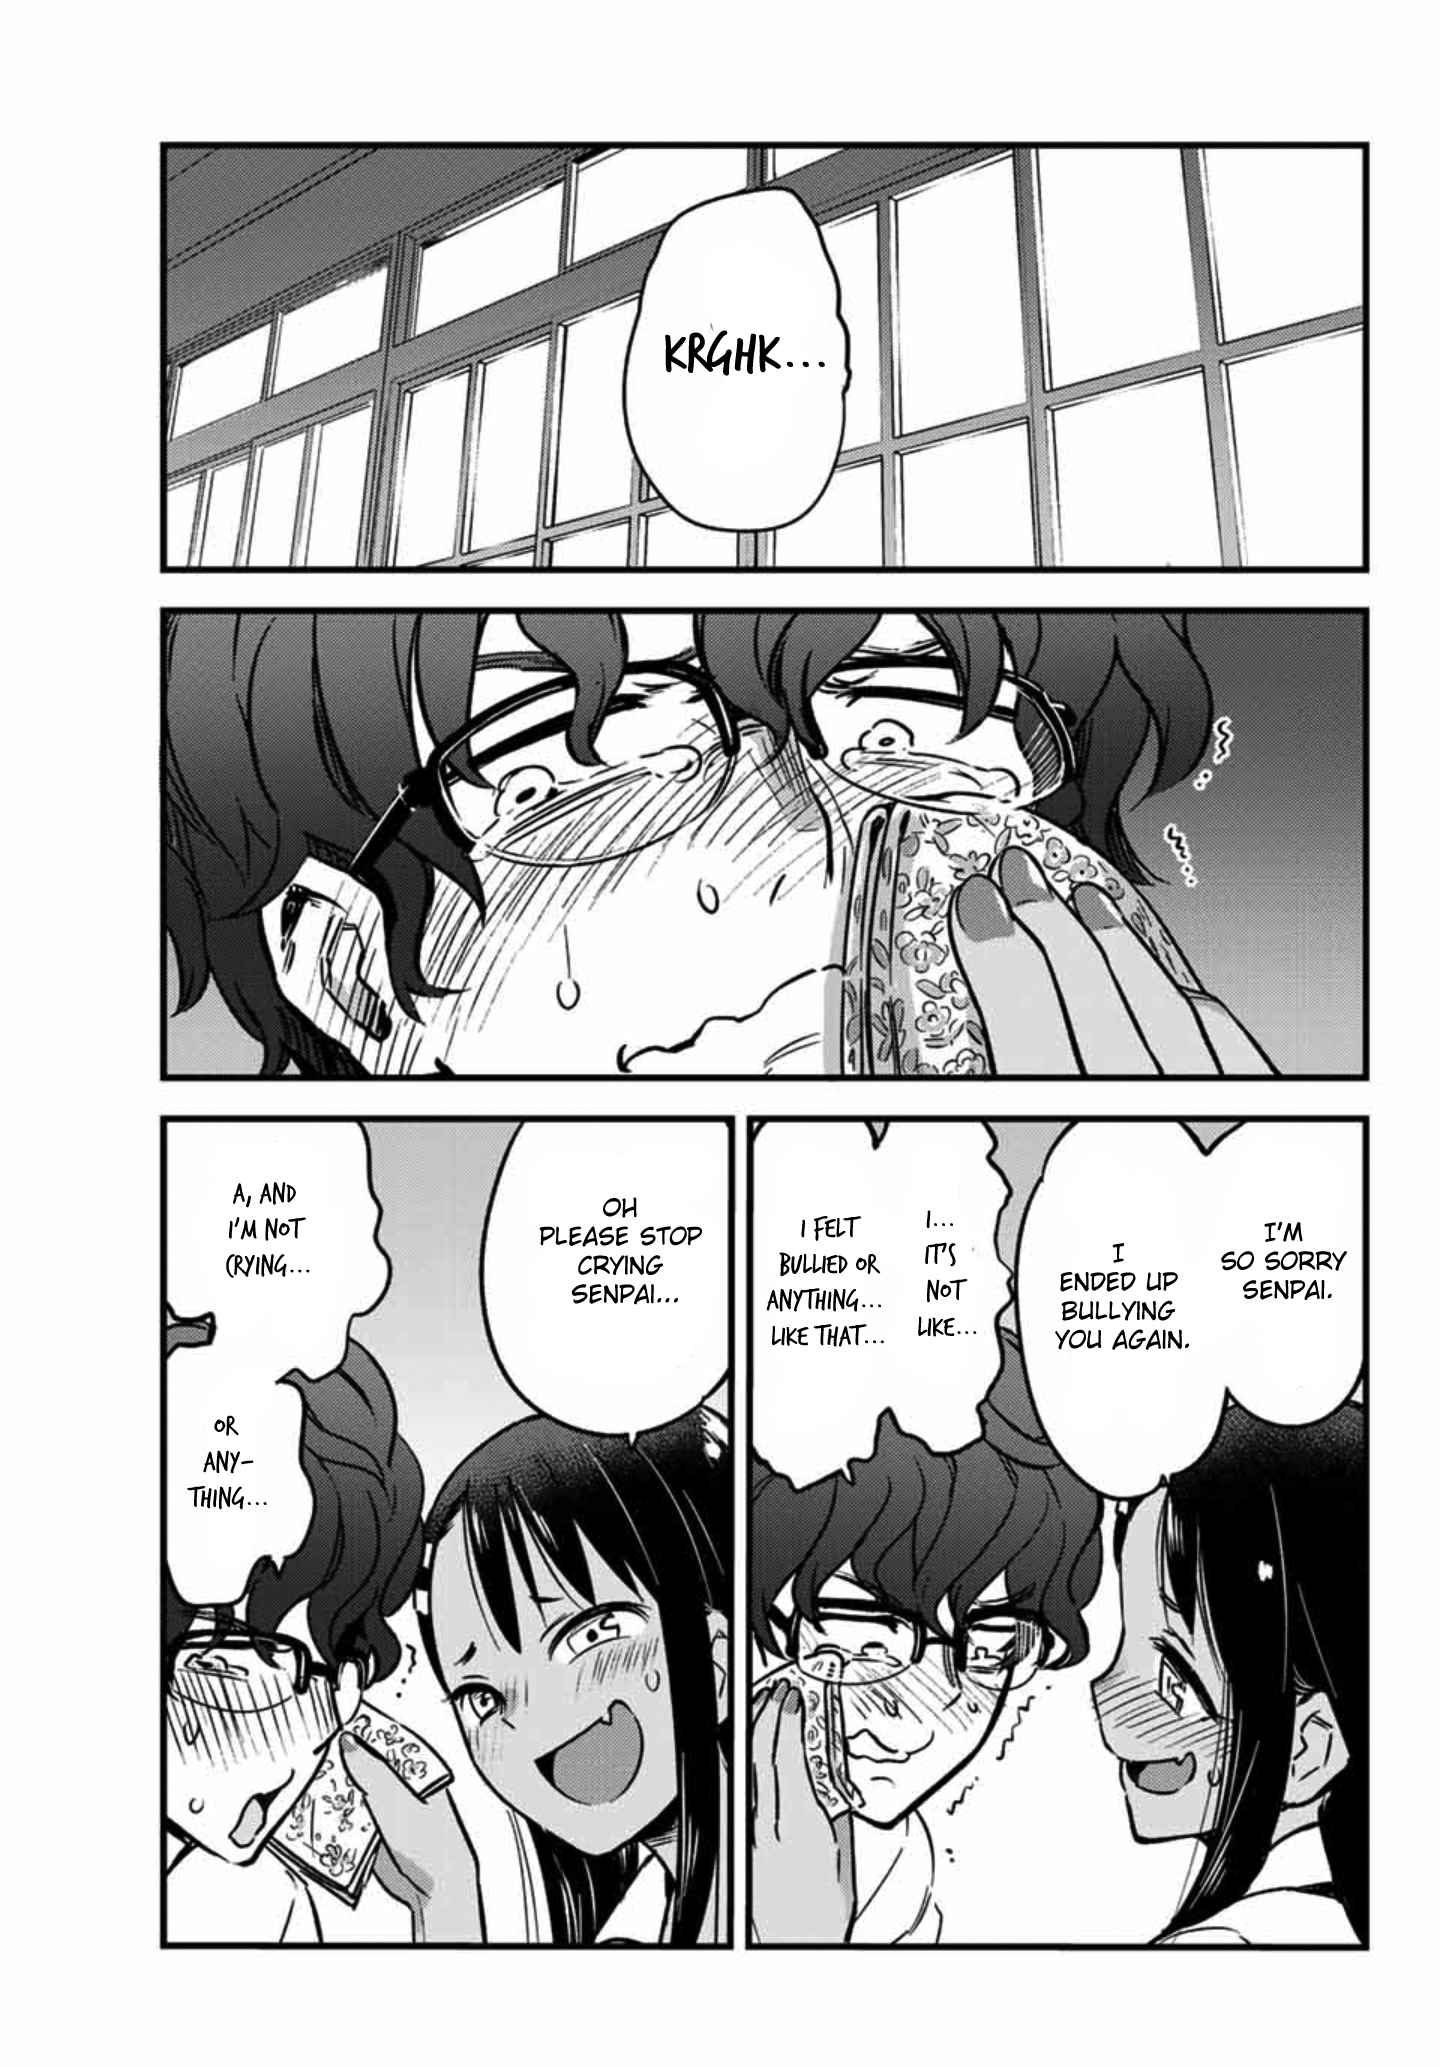 KRGHK...
I'M
SO SORRY
SENPAI.
I
ENDED UP
BULLYING
YOU AGAIN.
I...
IT'S
NOT
LIKE...
I FELT
BULLIED OR
ANYTHING...
LIKE THAT...
OH
PLEASE STOP
CRYING
SENPAI...
A, AND
I'M NOT
CRYING...
OR
ANY-
THING...